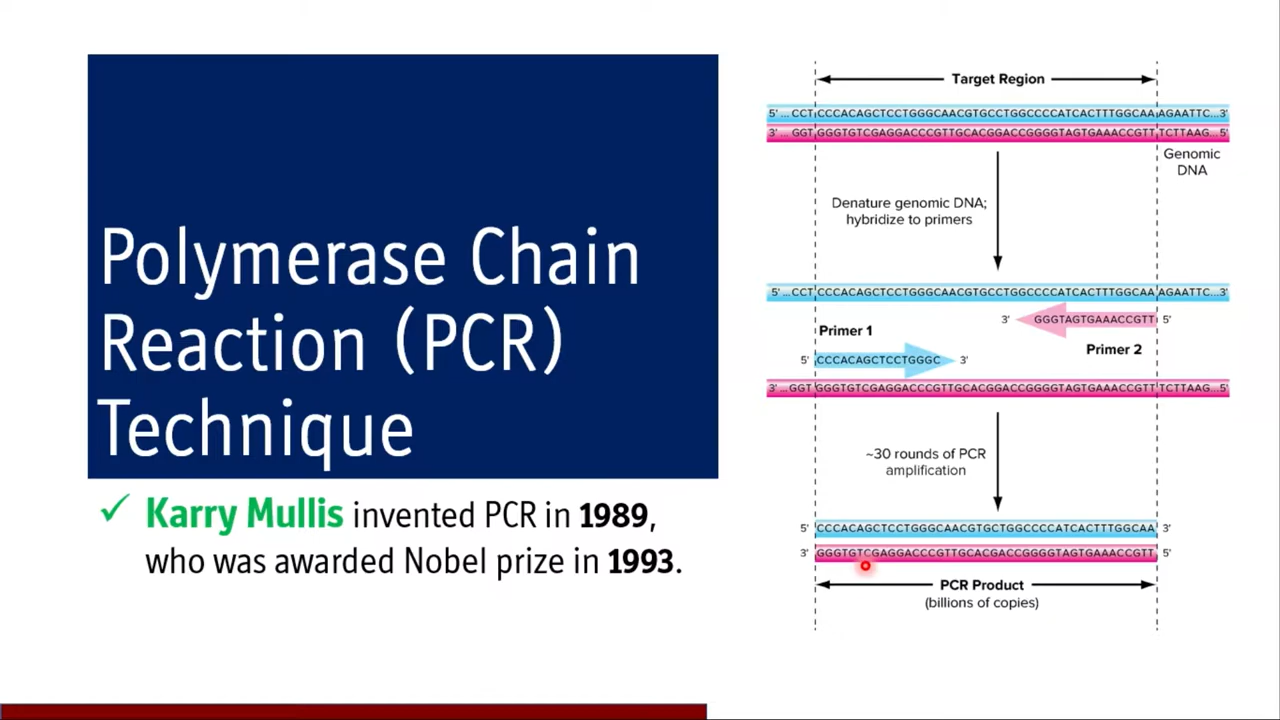 Polymerase Chain
Reaction (PCR)
Technique
✓ Karry Mullis invented PCR in 1989,
who was awarded Nobel prize in 1993.
Target Region
5' ... CCT CCCACAGCTCCTGGGCAACGTGCCTGGCCCCATCACTTTGGCAA AGAATTC...3'
3' ... GGT GGGTGTCGAGGACCCGTTGCACGGACCGGGGTAGTGAAACCGTT TCTTAAG...5'
Genomic
DNA
Denature genomic DNA;
hybridize to primers
5' ...CCT CCCACAGCTCCTGGGCAACGTGCCTGGCCCCATCACTTTGGCAA AGAATTC...3'
3' GGGTAGTGAAACCGTT 5'
Primer 1
Primer 2
5' CCCACAGCTCCTGGGC 3'
3' ... GGT GGGTGTCGAGGACCCGTTGCACGGACCGGGGTAGTGAAACCGTT TCTTAAG...5'
~30 rounds of PCR
amplification
5' CCCACAGCTCCTGGGCAACGTGCTGGCCCCATCACTTTGGCAA 3'
3' GGGTGTCGAGGACCCGTTGCACGACCGGGGTAGTGAAACCGTT 5'
PCR Product
(billions of copies)